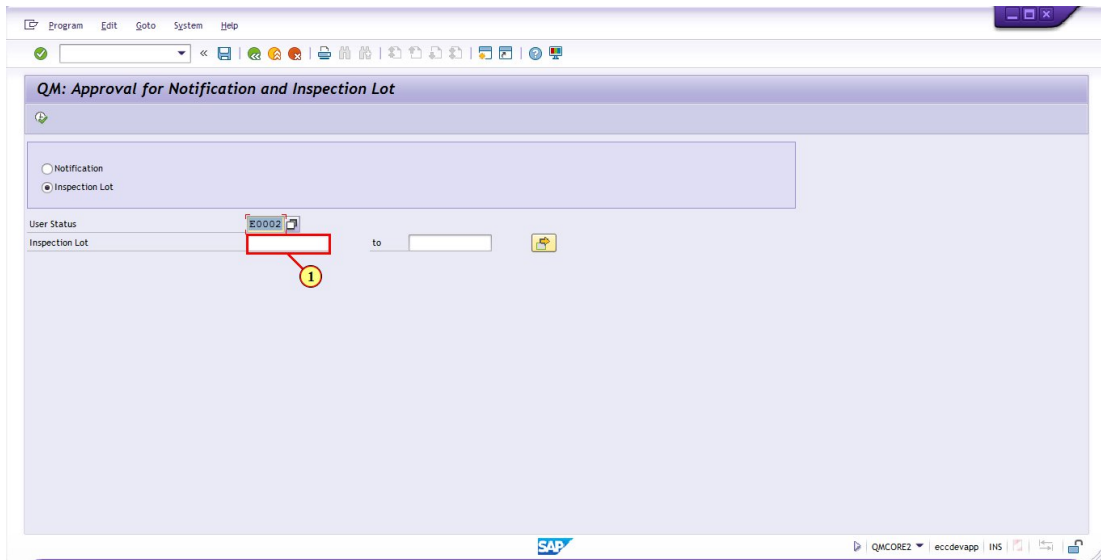 Program Edit Goto System Help
QM: Approval for Notification and Inspection Lot
Notification
Inspection Lot
User Status E0002
Inspection Lot to
1
SAP QMCORE2 eccdevapp INS